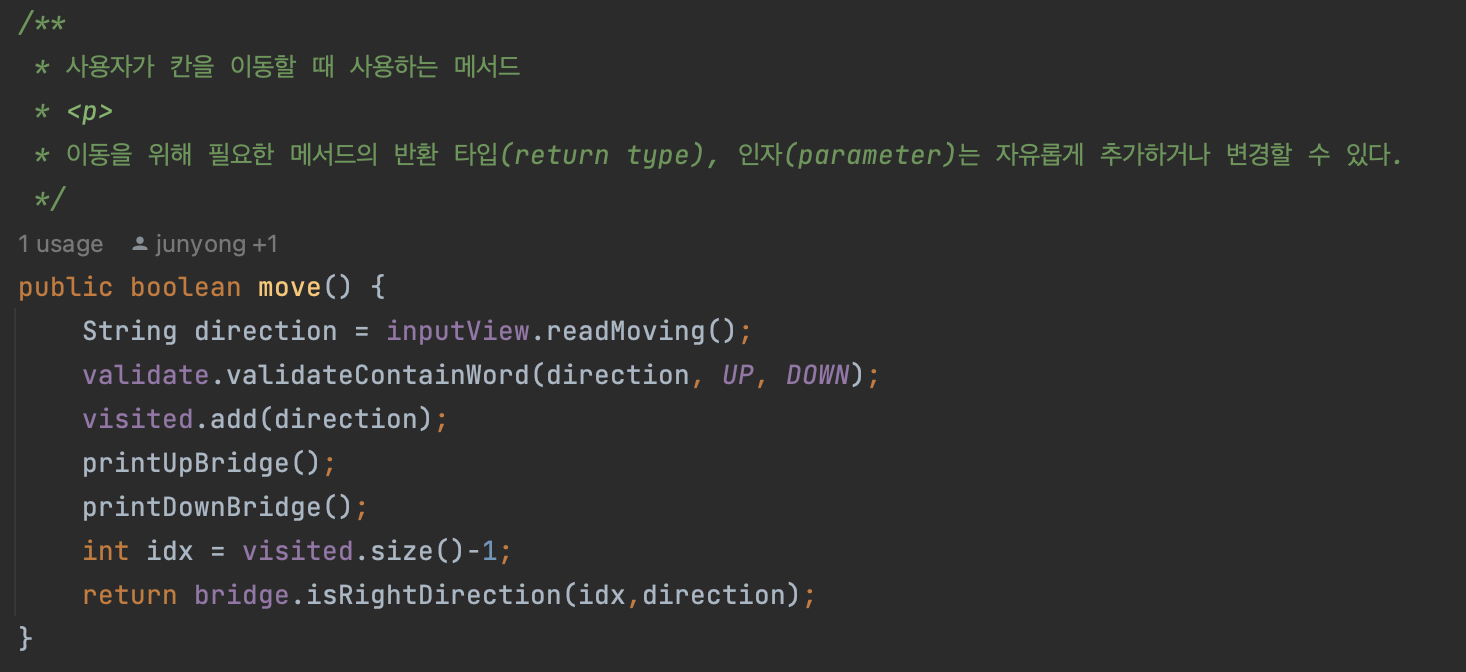 /**
 * 사용자가 칸을 이동할 때 사용하는 메서드
 * <p>
 * 이동을 위해 필요한 메서드의 반환 타입(return type), 인자(parameter)는 자유롭게 추가하거나 변경할 수 있다.
 */
1 usage junyong +1
public boolean move() {
    String direction = inputView.readMoving();
    validate.validateContainWord(direction, UP, DOWN);
    visited.add(direction);
    printUpBridge();
    printDownBridge();
    int idx = visited.size()-1;
    return bridge.isRightDirection(idx,direction);
}